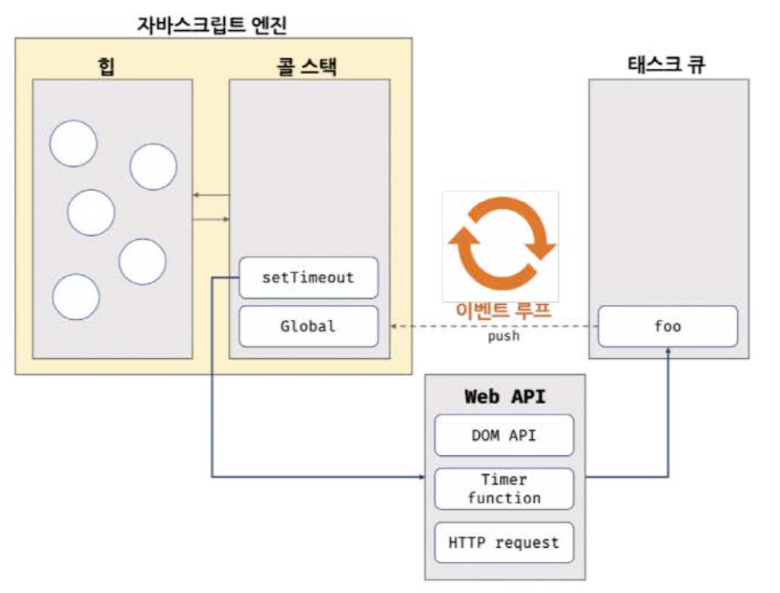 자바스크립트 엔진
힙
콜 스택
태스크 큐
setTimeout
Global
이벤트 루프
push
foo
Web API
DOM API
Timer
function
HTTP request